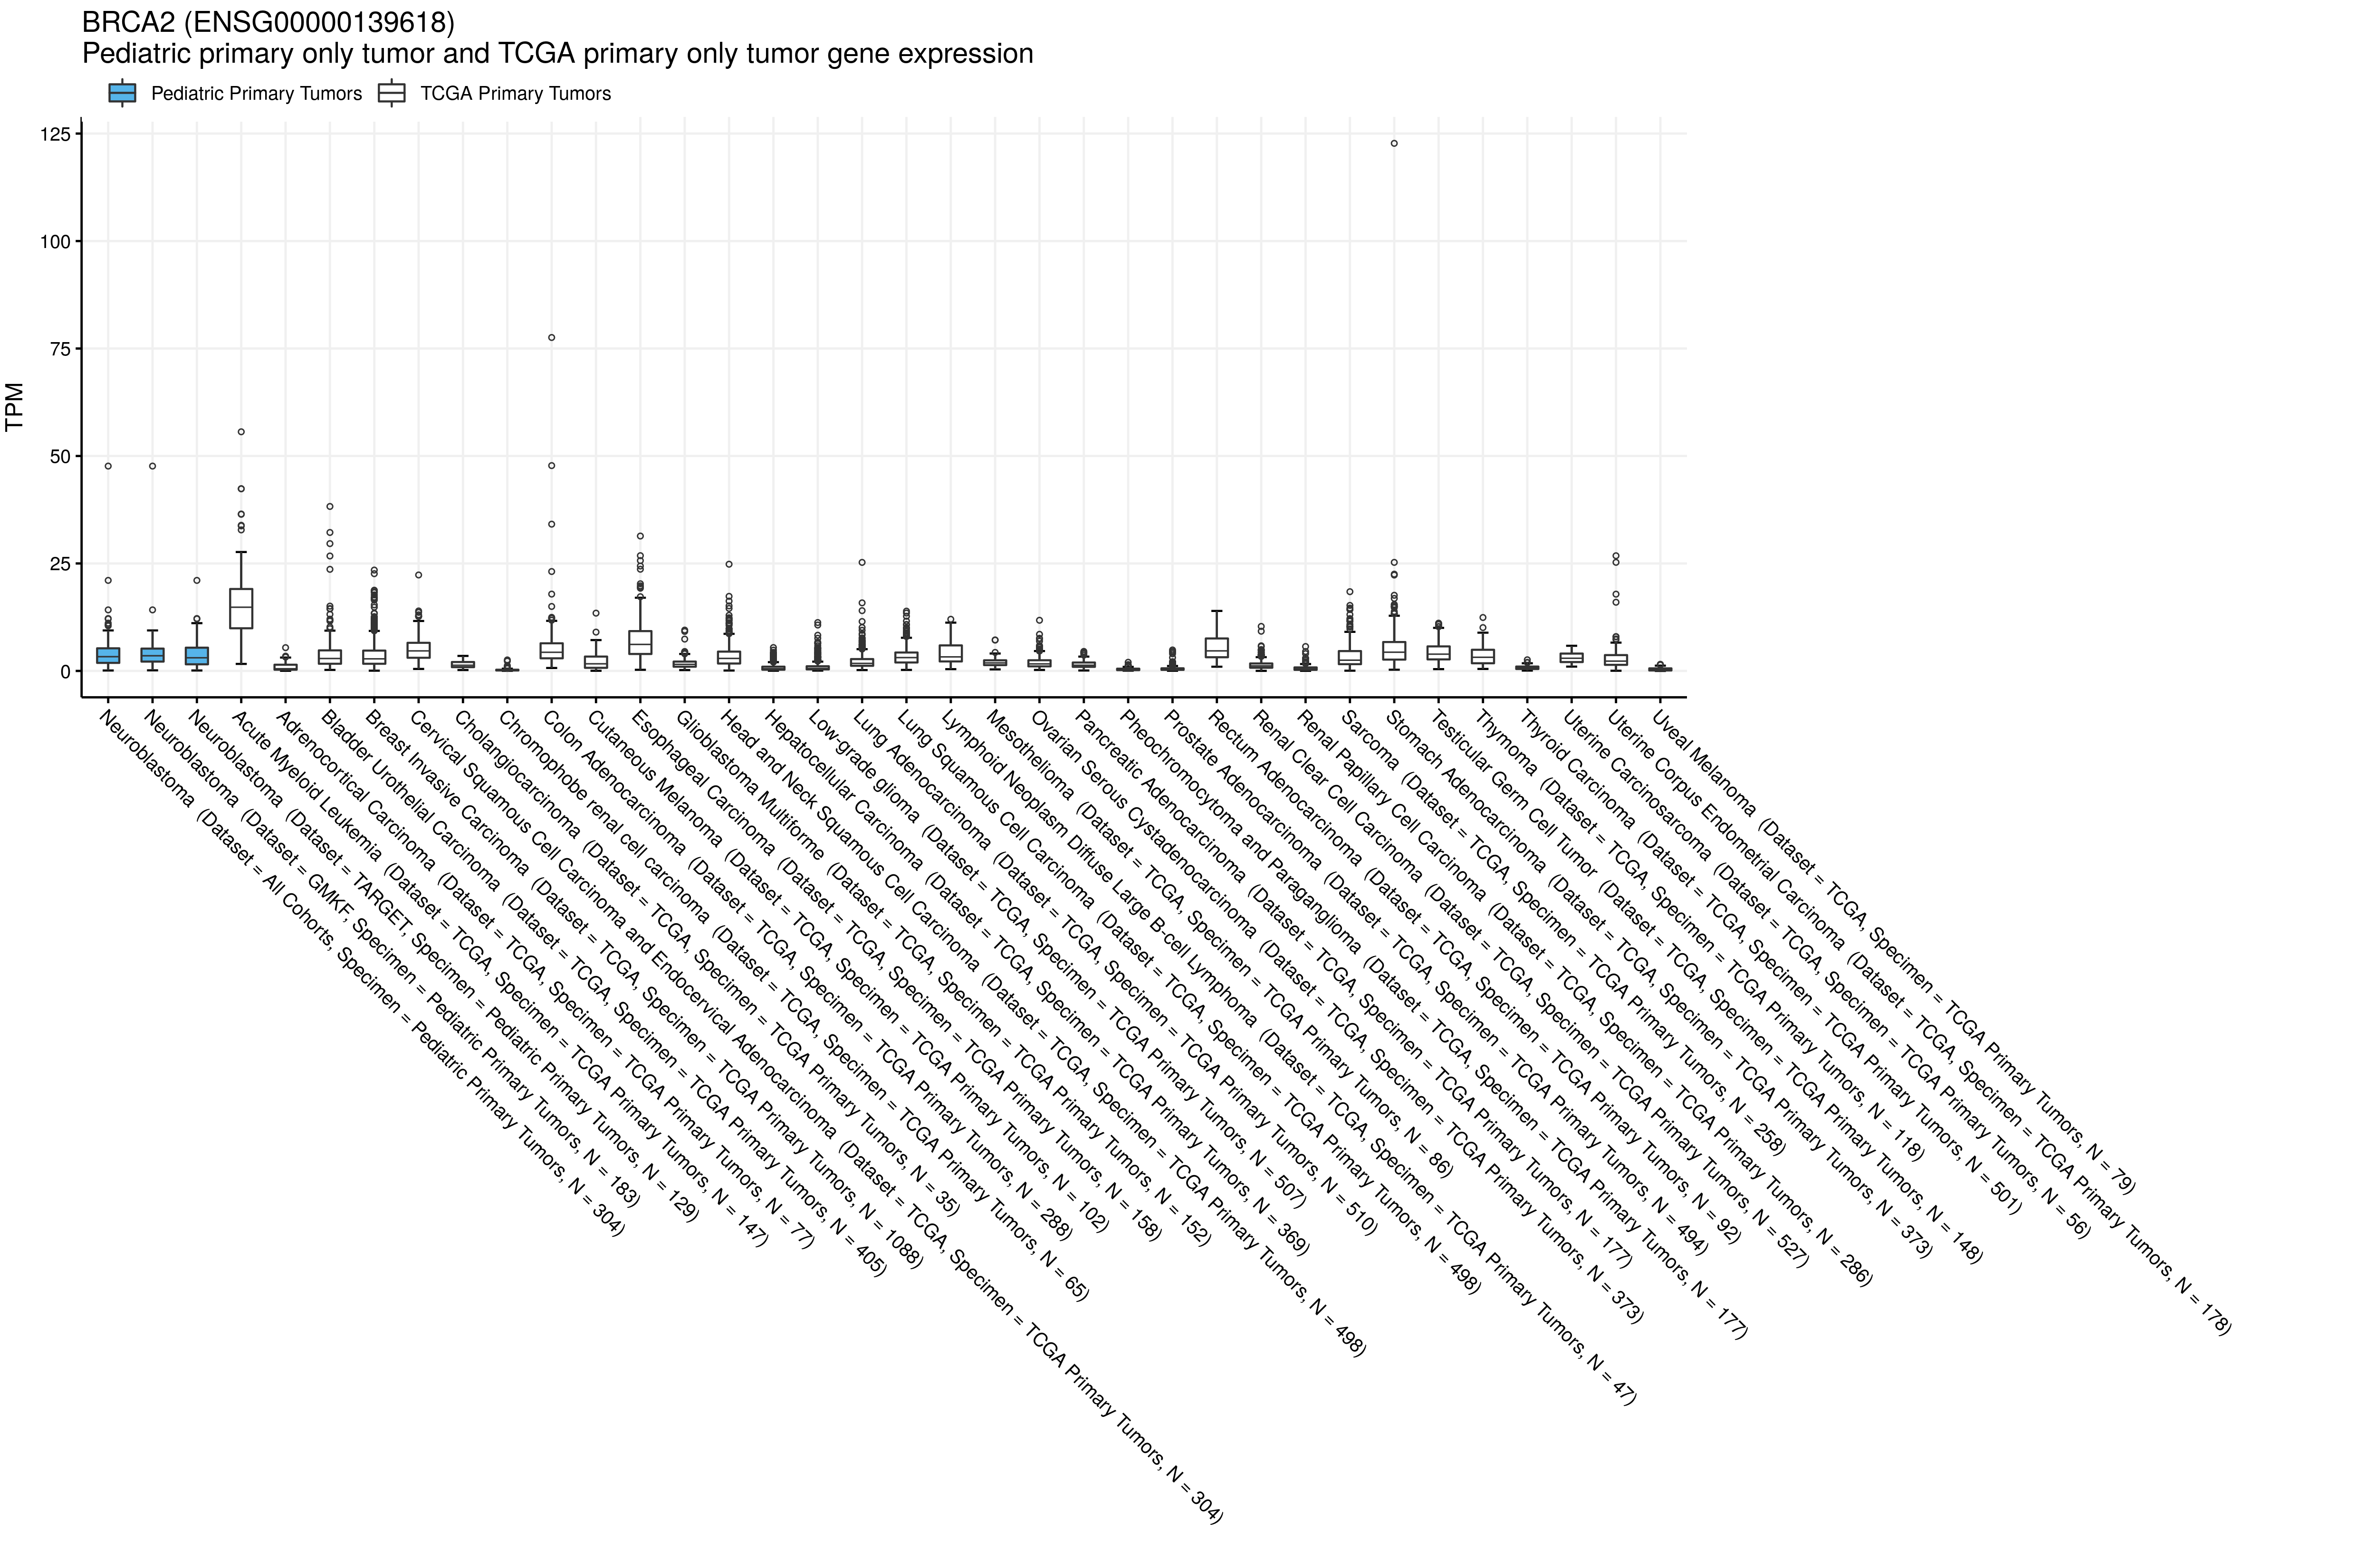 BRCA2 (ENSG00000139618)
Pediatric primary only tumor and TCGA primary only tumor gene expression
Pediatric Primary Tumors
TCGA Primary Tumors
TPM
125
100
75
50
25
0
Neuroblastoma (Dataset = All Cohorts, Specimen = Pediatric Primary Tumors, N = 304)
Neuroblastoma (Dataset = GMKF, Specimen = Pediatric Primary Tumors, N = 183)
Neuroblastoma (Dataset = TARGET, Specimen = Pediatric Primary Tumors, N = 129)
Acute Myeloid Leukemia (Dataset = TCGA, Specimen = TCGA Primary Tumors, N = 147)
Adrenocortical Carcinoma (Dataset = TCGA, Specimen = TCGA Primary Tumors, N = 77)
Bladder Urothelial Carcinoma (Dataset = TCGA, Specimen = TCGA Primary Tumors, N = 405)
Breast Invasive Carcinoma (Dataset = TCGA, Specimen = TCGA Primary Tumors, N = 1088)
Cervical Squamous Cell Carcinoma and Endocervical Adenocarcinoma (Dataset = TCGA, Specimen = TCGA Primary Tumors, N = 304)
Cholangiocarcinoma (Dataset = TCGA, Specimen = TCGA Primary Tumors, N = 35)
Chromophobe renal cell carcinoma (Dataset = TCGA, Specimen = TCGA Primary Tumors, N = 65)
Colon Adenocarcinoma (Dataset = TCGA, Specimen = TCGA Primary Tumors, N = 288)
Cutaneous Melanoma (Dataset = TCGA, Specimen = TCGA Primary Tumors, N = 102)
Esophageal Carcinoma (Dataset = TCGA, Specimen = TCGA Primary Tumors, N = 158)
Glioblastoma Multiforme (Dataset = TCGA, Specimen = TCGA Primary Tumors, N = 152)
Head and Neck Squamous Cell Carcinoma (Dataset = TCGA, Specimen = TCGA Primary Tumors, N = 498)
Hepatocellular Carcinoma (Dataset = TCGA, Specimen = TCGA Primary Tumors, N = 369)
Low-grade glioma (Dataset = TCGA, Specimen = TCGA Primary Tumors, N = 507)
Lung Adenocarcinoma (Dataset = TCGA, Specimen = TCGA Primary Tumors, N = 510)
Lung Squamous Cell Carcinoma (Dataset = TCGA, Specimen = TCGA Primary Tumors, N = 498)
Lymphoid Neoplasm Diffuse Large B-cell Lymphoma (Dataset = TCGA, Specimen = TCGA Primary Tumors, N = 47)
Mesothelioma (Dataset = TCGA, Specimen = TCGA Primary Tumors, N = 86)
Ovarian Serous Cystadenocarcinoma (Dataset = TCGA, Specimen = TCGA Primary Tumors, N = 373)
Pancreatic Adenocarcinoma (Dataset = TCGA, Specimen = TCGA Primary Tumors, N = 177)
Pheochromocytoma and Paraganglioma (Dataset = TCGA, Specimen = TCGA Primary Tumors, N = 177)
Prostate Adenocarcinoma (Dataset = TCGA, Specimen = TCGA Primary Tumors, N = 494)
Rectum Adenocarcinoma (Dataset = TCGA, Specimen = TCGA Primary Tumors, N = 92)
Renal Clear Cell Carcinoma (Dataset = TCGA, Specimen = TCGA Primary Tumors, N = 527)
Renal Papillary Cell Carcinoma (Dataset = TCGA, Specimen = TCGA Primary Tumors, N = 286)
Sarcoma (Dataset = TCGA, Specimen = TCGA Primary Tumors, N = 258)
Stomach Adenocarcinoma (Dataset = TCGA, Specimen = TCGA Primary Tumors, N = 373)
Testicular Germ Cell Tumor (Dataset = TCGA, Specimen = TCGA Primary Tumors, N = 148)
Thymoma (Dataset = TCGA, Specimen = TCGA Primary Tumors, N = 118)
Thyroid Carcinoma (Dataset = TCGA, Specimen = TCGA Primary Tumors, N = 501)
Uterine Carcinosarcoma (Dataset = TCGA, Specimen = TCGA Primary Tumors, N = 56)
Uterine Corpus Endometrial Carcinoma (Dataset = TCGA, Specimen = TCGA Primary Tumors, N = 178)
Uveal Melanoma (Dataset = TCGA, Specimen = TCGA Primary Tumors, N = 79)